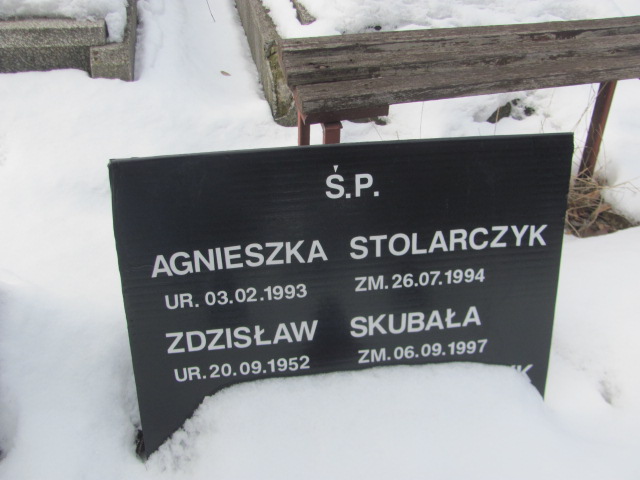 Ś.P.
AGNIESZKA STOLARCZYK
UR. 03.02.1993 ZM. 26.07.1994
ZDZISŁAW SKUBAŁA
UR. 20.09.1952 ZM. 06.09.1997